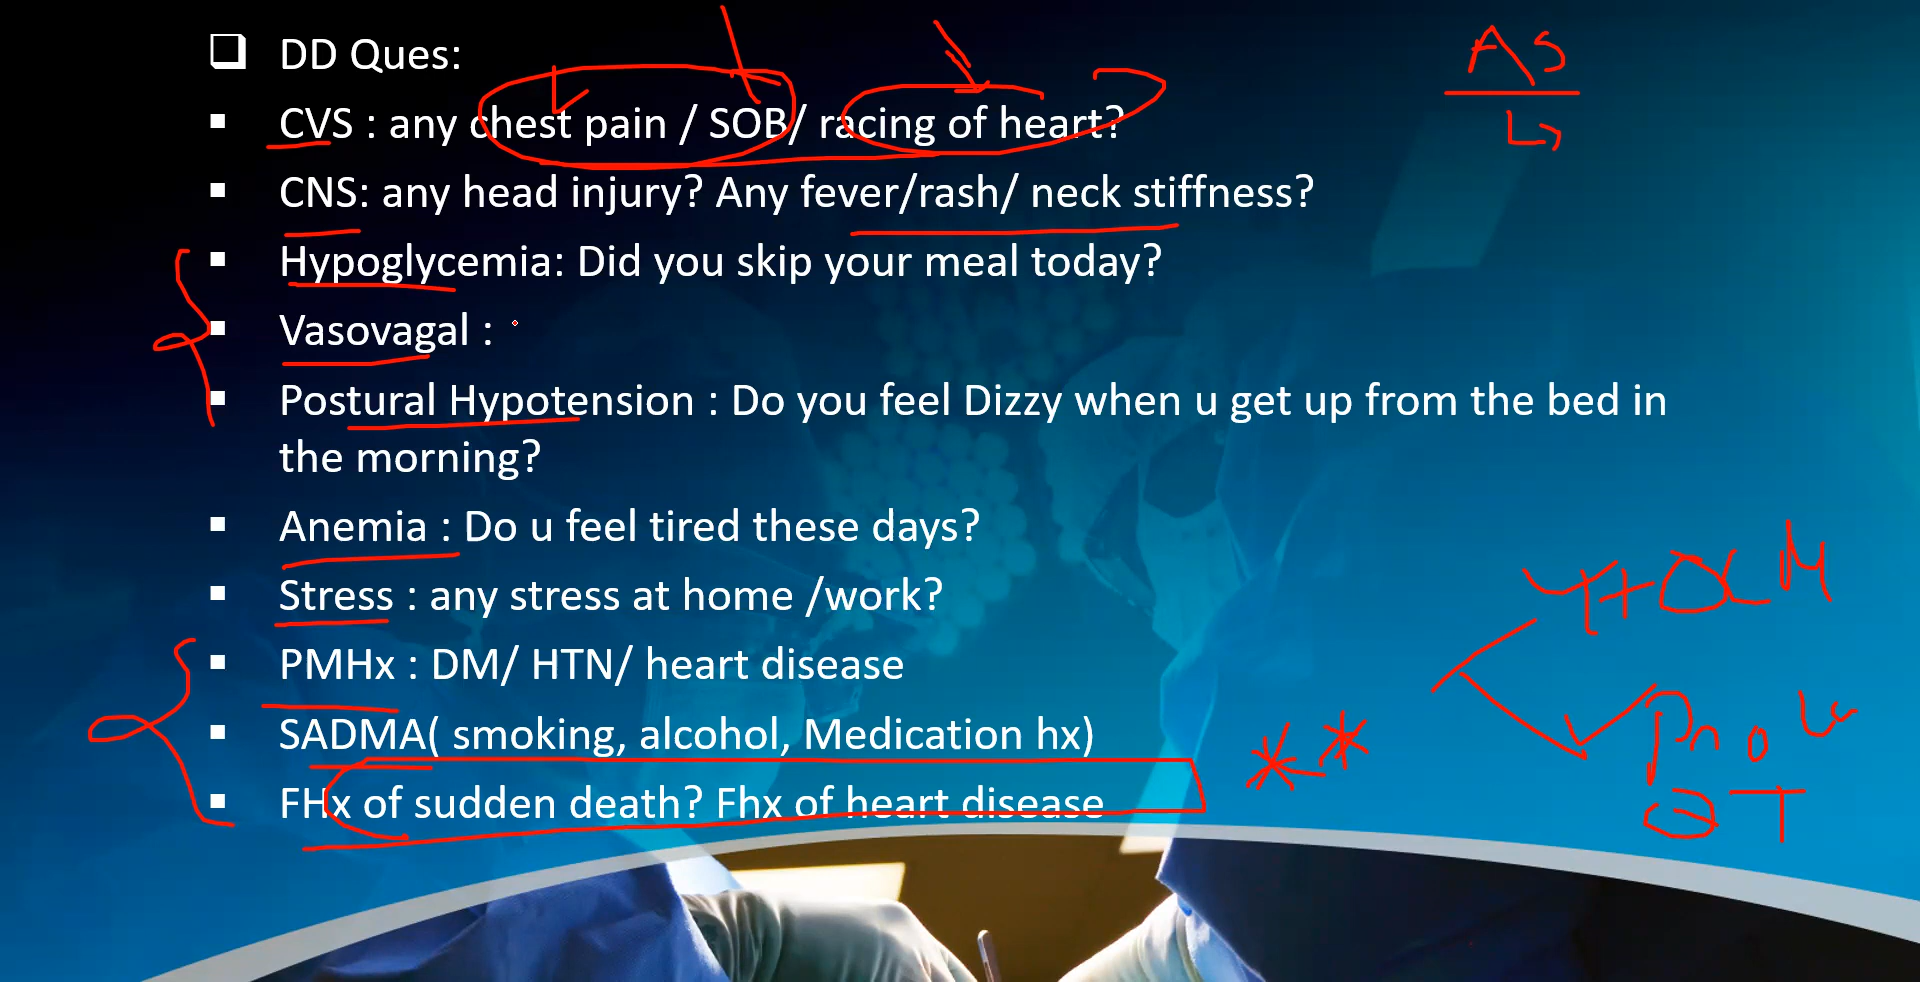 DD Ques:
CVS : any chest pain / SOB/ racing of heart?
CNS: any head injury? Any fever/rash/ neck stiffness?
Hypoglycemia: Did you skip your meal today?
Vasovagal :
Postural Hypotension : Do you feel Dizzy when u get up from the bed in
the morning?
Anemia : Do u feel tired these days?
Stress : any stress at home /work?
PMHx : DM/ HTN/ heart disease
SADMA( smoking, alcohol, Medication hx)
FHx of sudden death? Fhx of heart disease
AS
QT